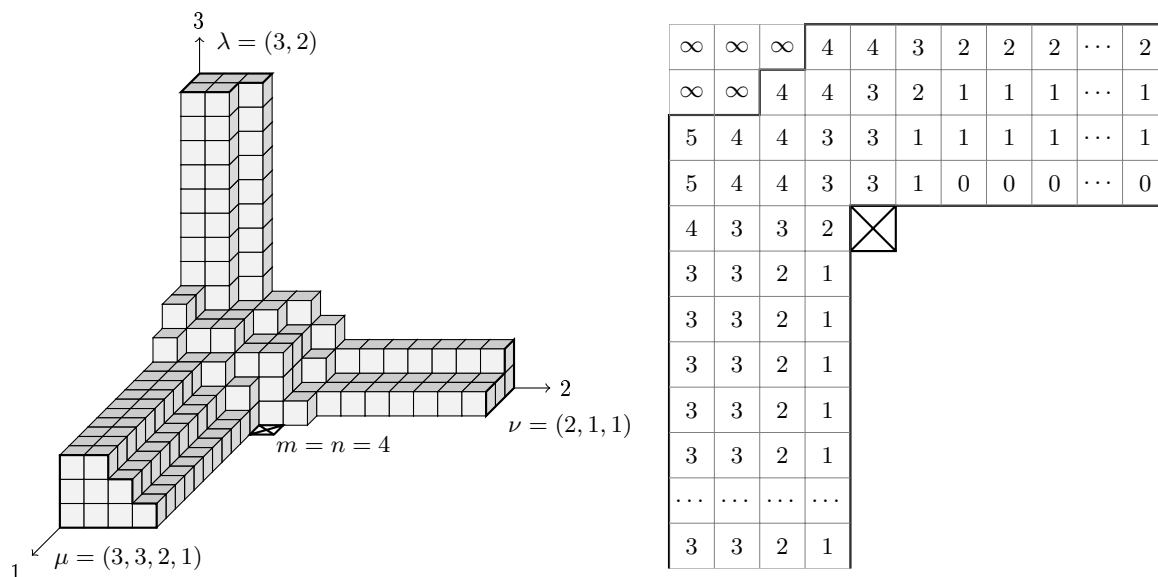 3
λ = (3, 2)
2
ν = (2, 1, 1)
m = n = 4
μ = (3, 3, 2, 1)
1
∞ ∞ ∞ 4 4 3 2 2 2 ⋯ 2
∞ ∞ 4 4 3 2 1 1 1 ⋯ 1
5 4 4 3 3 1 1 1 1 ⋯ 1
5 4 4 3 3 1 0 0 0 ⋯ 0
4 3 3 2
3 3 2 1
3 3 2 1
3 3 2 1
3 3 2 1
3 3 2 1
⋯ ⋯ ⋯ ⋯
3 3 2 1